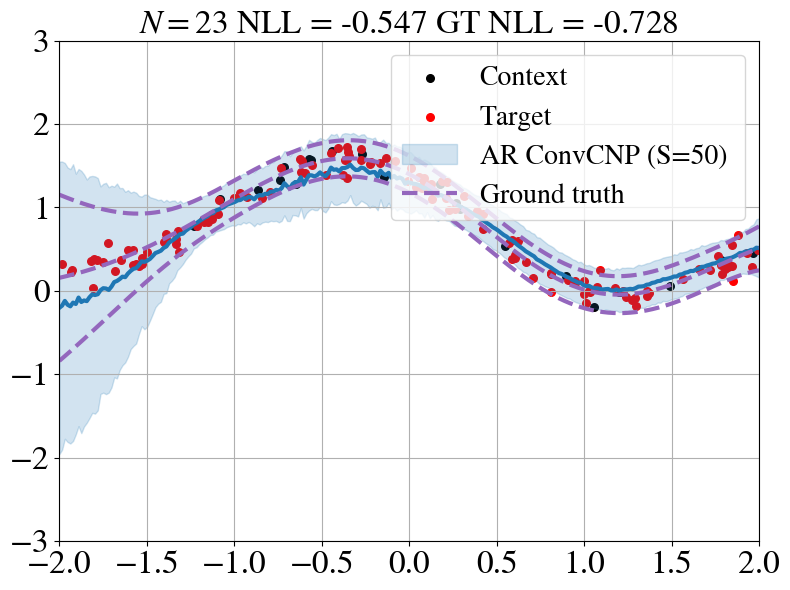 N = 23 NLL = -0.547 GT NLL = -0.728
Context
Target
AR ConvCNP (S=50)
Ground truth
3
2
1
0
−1
−2
−3
−2.0 −1.5 −1.0 −0.5 0.0 0.5 1.0 1.5 2.0